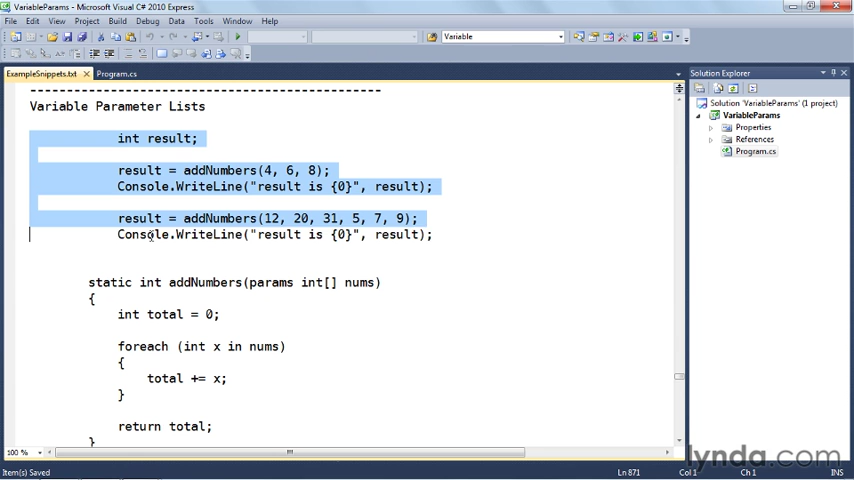 VariableParams - Microsoft Visual C# 2010 Express
File Edit View Project Build Debug Data Tools Window Help
Variable
ExampleSnippets.txt Program.cs
------------------------------------------------
Variable Parameter Lists
int result;
result = addNumbers(4, 6, 8);
Console.WriteLine("result is {0}", result);
result = addNumbers(12, 20, 31, 5, 7, 9);
Console.WriteLine("result is {0}", result);
static int addNumbers(params int[] nums)
{
int total = 0;
foreach (int x in nums)
{
total += x;
}
return total;
}
Solution Explorer
Solution 'VariableParams' (1 project)
VariableParams
Properties
References
Program.cs
100 %
Item(s) Saved Ln 871 Col 1 Ch 1 INS
lynda.com